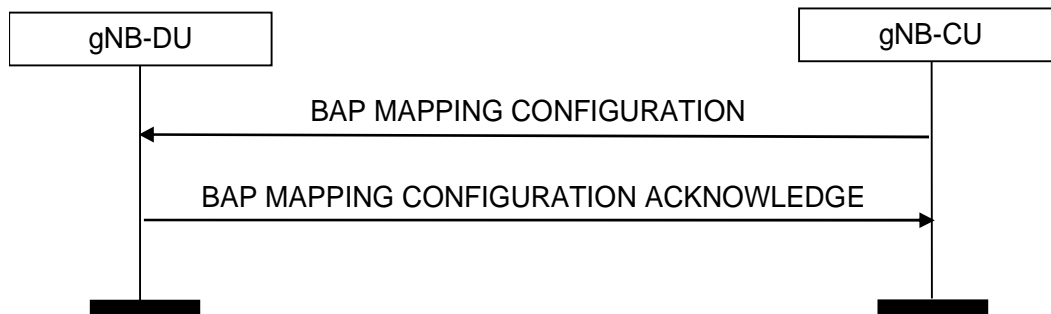 gNB-DU
gNB-CU
BAP MAPPING CONFIGURATION
BAP MAPPING CONFIGURATION ACKNOWLEDGE